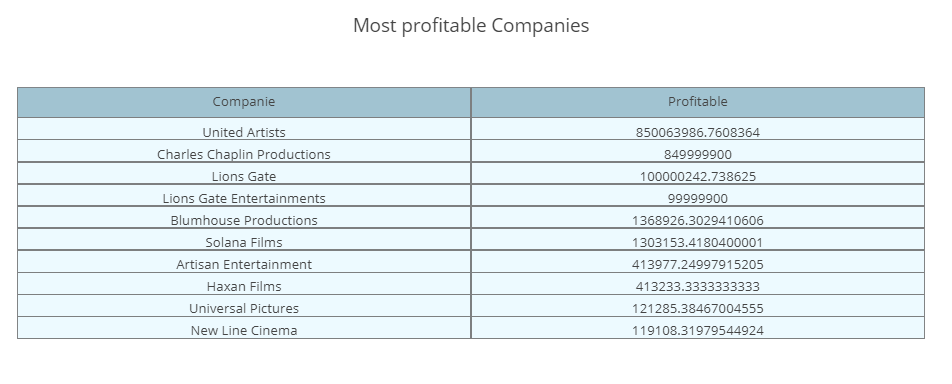 Most profitable Companies
Companie Profitable
United Artists 850063986.7608364
Charles Chaplin Productions 849999900
Lions Gate 100000242.738625
Lions Gate Entertainments 99999900
Blumhouse Productions 1368926.3029410606
Solana Films 1303153.4180400001
Artisan Entertainment 413977.24997915205
Haxan Films 413233.3333333333
Universal Pictures 121285.38467004555
New Line Cinema 119108.31979544924